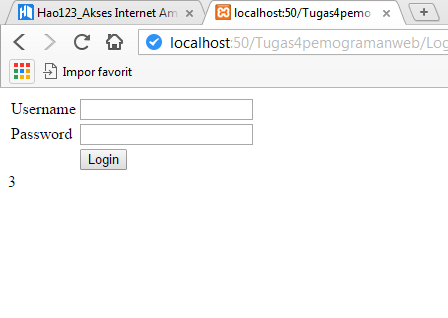 Hao123_Akses Internet Am
localhost:50/Tugas4pemo
localhost:50/Tugas4pemogramanweb/Log
Impor favorit
Username
Password
Login
3